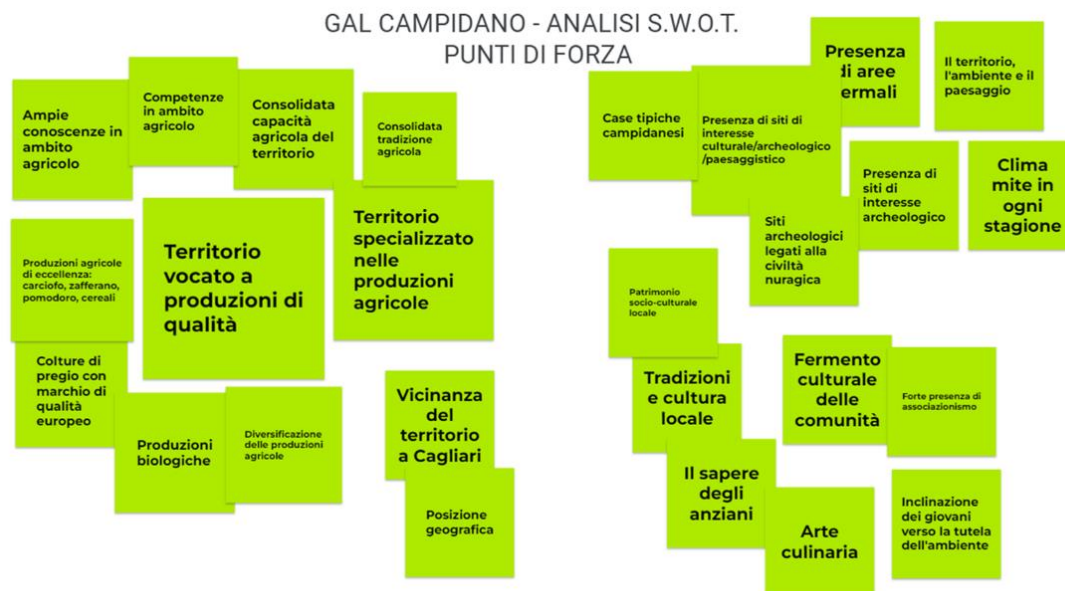 GAL CAMPIDANO - ANALISI S.W.O.T.
PUNTI DI FORZA
Ampie
conoscenze in
ambito
agricolo
Competenze
in ambito
agricolo
Consolidata
capacità
agricola del
territorio
Consolidata
tradizione
agricola
Produzioni agricole
di eccellenza:
carciofo, zafferano,
pomodoro, cereali
Territorio
vocato a
produzioni di
qualità
Territorio
specializzato
nelle
produzioni
agricole
Colture di
pregio con
marchio di
qualità
europeo
Produzioni
biologiche
Diversificazione
delle produzioni
agricole
Vicinanza
del
territorio
a Cagliari
Posizione
geografica
Case tipiche
campidanesi
Presenza di siti di
interesse
culturale/archeologico
/paesaggistico
Presenza
di aree
termali
Il territorio,
l'ambiente e il
paesaggio
Presenza di
siti di
interesse
archeologico
Clima
mite in
ogni
stagione
Siti
archeologici
legati alla
civiltà
nuragica
Patrimonio
socio-culturale
locale
Tradizioni
e cultura
locale
Fermento
culturale
delle
comunità
Forte presenza di
associazionismo
Il sapere
degli
anziani
Arte
culinaria
Inclinazione
dei giovani
verso la tutela
dell'ambiente